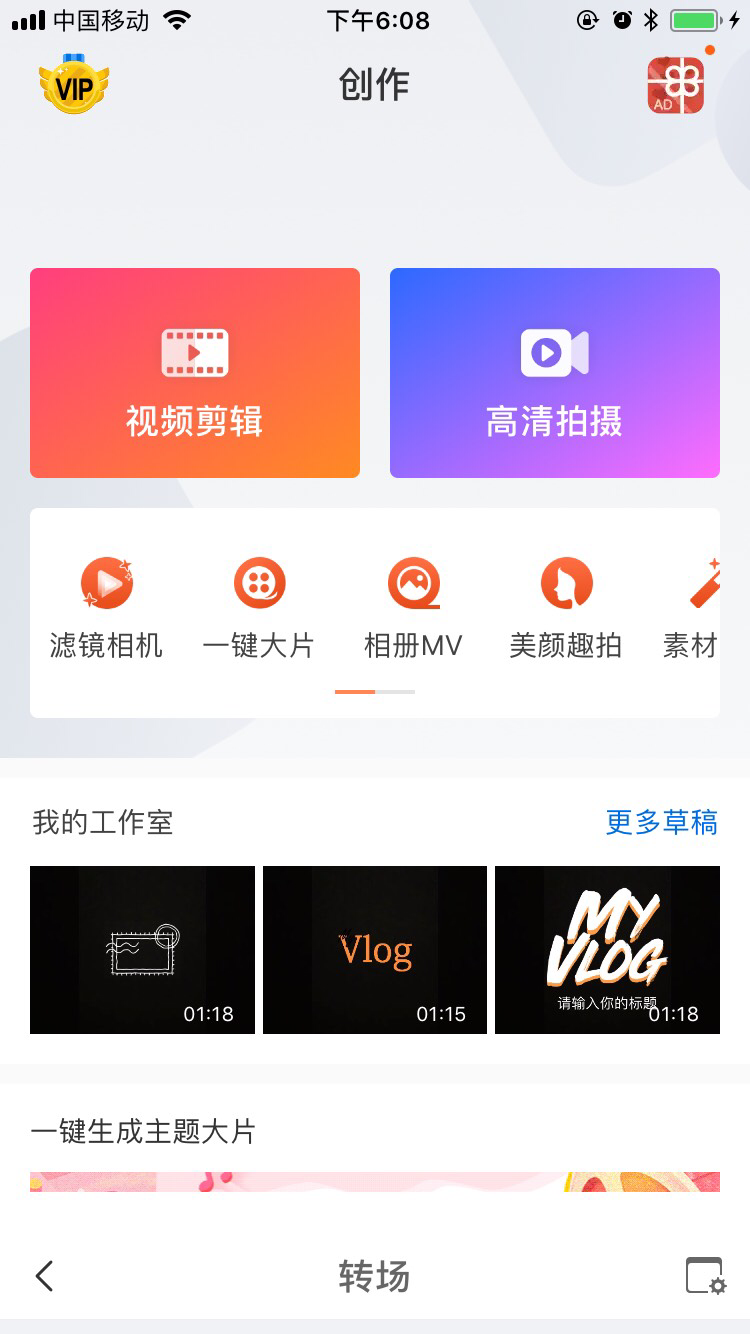 中国移动
下午6:08
VIP
创作
AD
视频剪辑
高清拍摄
滤镜相机
一键大片
相册MV
美颜趣拍
素材
我的工作室
更多草稿
01:18
Vlog
01:15
MY
VLOG
请输入你的标题
01:18
一键生成主题大片
转场